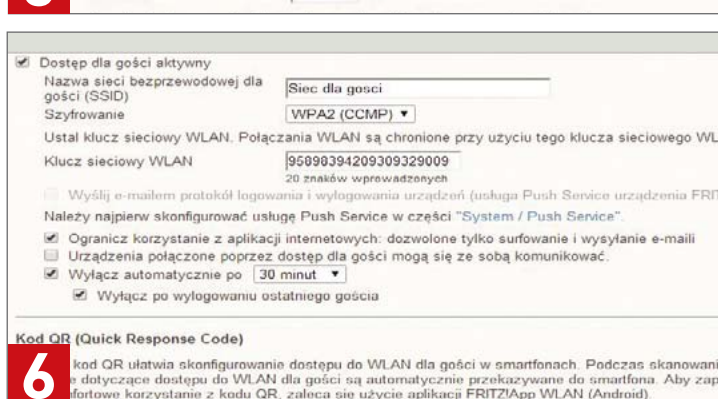 Dostęp dla gości aktywny
Nazwa sieci bezprzewodowej dla
gości (SSID)
Siec dla gosci
Szyfrowanie
WPA2 (CCMP)
Ustal klucz sieciowy WLAN. Połączania WLAN są chronione przy użyciu tego klucza sieciowego WL
Klucz sieciowy WLAN
95898394209309329009
20 znaków wprowadzonych
Wyślij e-mailem protokół logowania i wylogowania urządzeń (usługa Push Service urządzenia FRIT
Należy najpierw skonfigurować usługę Push Service w części "System / Push Service".
Ogranicz korzystanie z aplikacji internetowych: dozwolone tylko surfowanie i wysyłanie e-maili
Urządzenia połączone poprzez dostęp dla gości mogą się ze sobą komunikować.
Wyłącz automatycznie po 30 minut
Wyłącz po wylogowaniu ostatniego gościa
Kod QR (Quick Response Code)
kod QR ułatwia skonfigurowanie dostępu do WLAN dla gości w smartfonach. Podczas skanowani
e dotyczące dostępu do WLAN dla gości są automatycznie przekazywane do smartfona. Aby zap
mfortowe korzystanie z kodu QR, zaleca się użycie aplikacji FRITZ!App WLAN (Android).
6